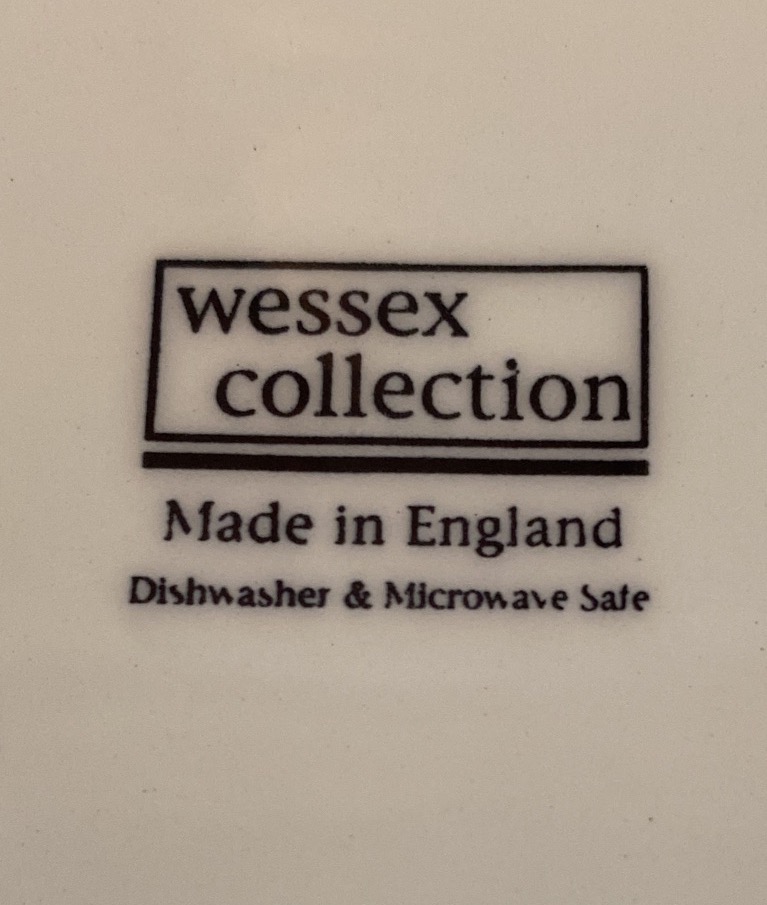 wessex
collection
Made in England
Dishwasher & Microwave Safe